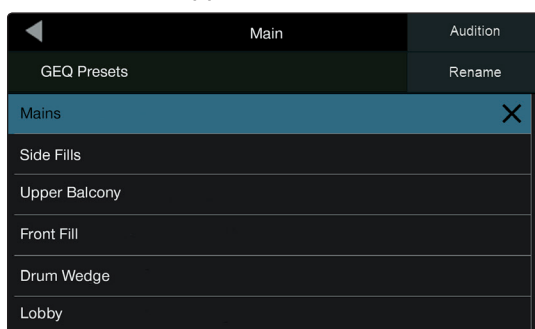 Main
Audition
GEQ Presets
Rename
Mains
Side Fills
Upper Balcony
Front Fill
Drum Wedge
Lobby